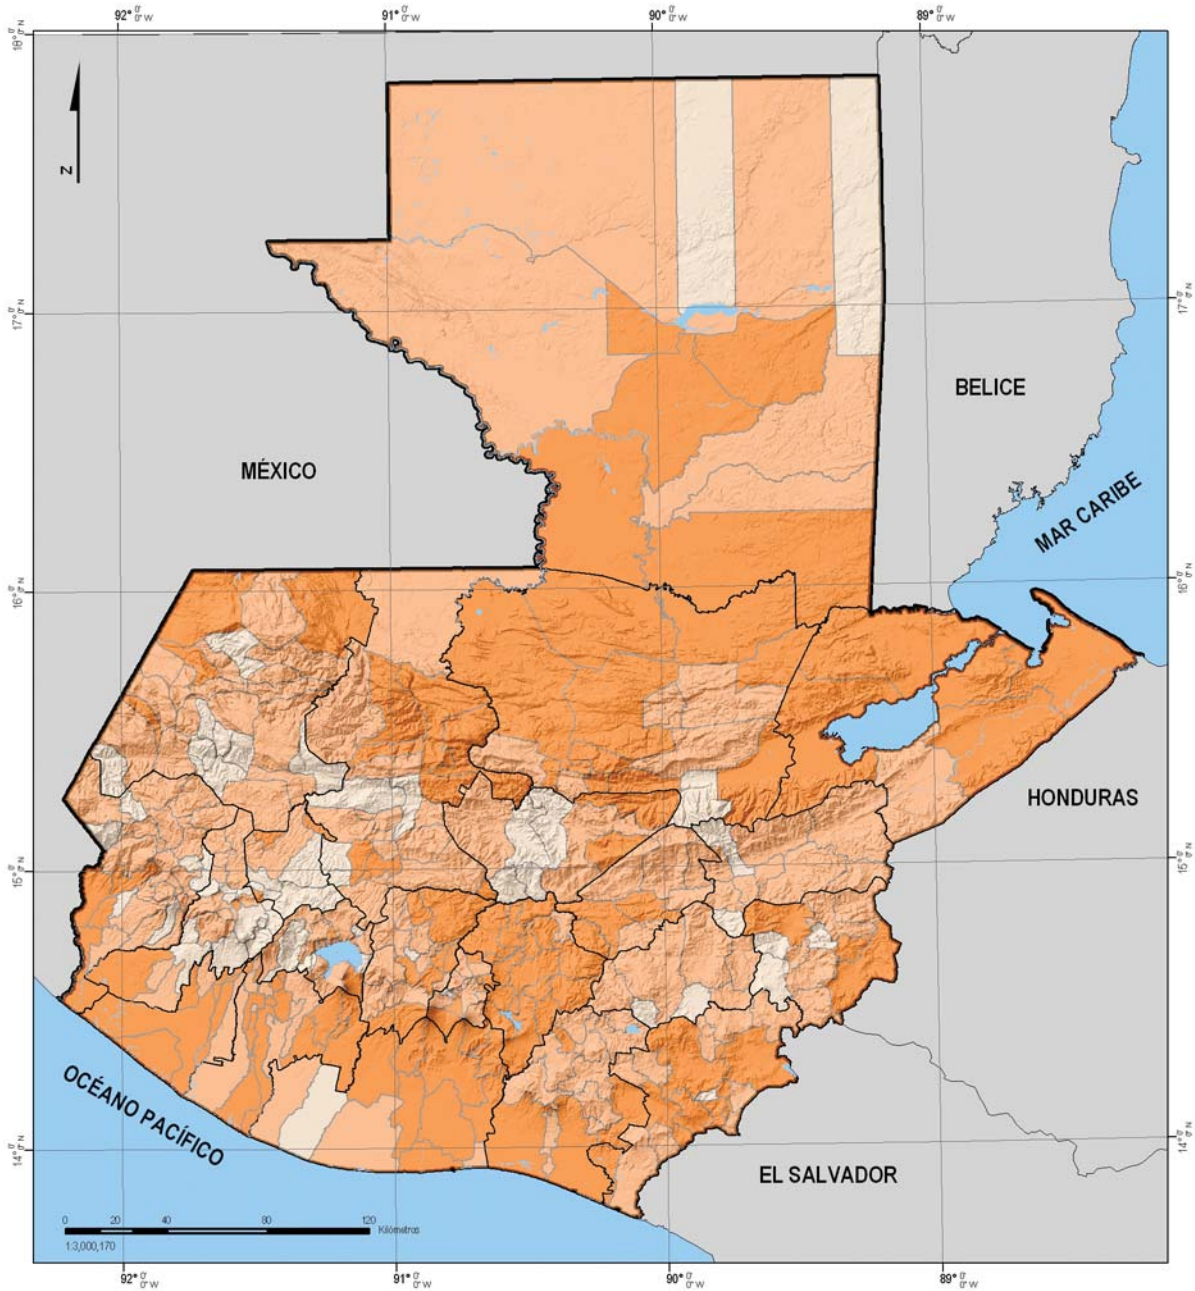 92° 0' 0" W
91° 0' 0" W
90° 0' 0" W
89° 0' 0" W
18° 0' 0" N
N
17° 0' 0" N
17° 0' 0" N
BELICE
MÉXICO
MAR CARIBE
16° 0' 0" N
16° 0' 0" N
HONDURAS
15° 0' 0" N
15° 0' 0" N
OCÉANO PACÍFICO
14° 0' 0" N
14° 0' 0" N
EL SALVADOR
0 20 40 80 120
Kilómetros
1:3,000,170
92° 0' 0" W
91° 0' 0" W
90° 0' 0" W
89° 0' 0" W